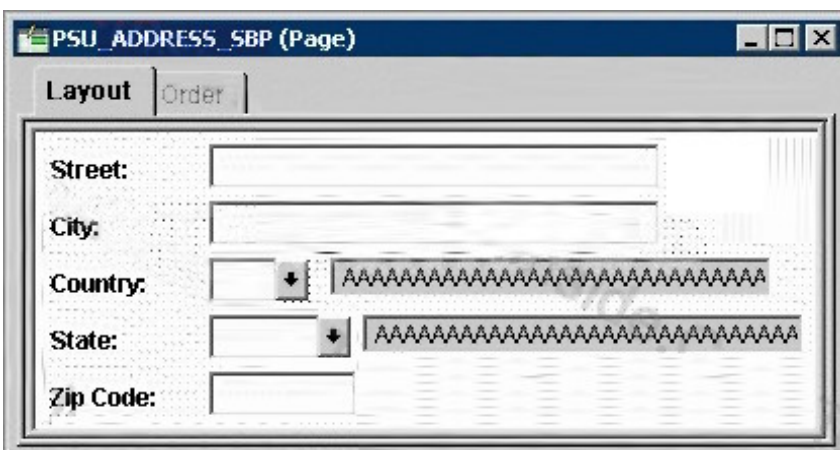 PSU_ADDRESS_SBP (Page)
Layout Order
Street:
City:
Country: AAAAAAAAAAAAAAAAAAAAAAAAAAAAAA
State: AAAAAAAAAAAAAAAAAAAAAAAAAAAAAA
Zip Code: